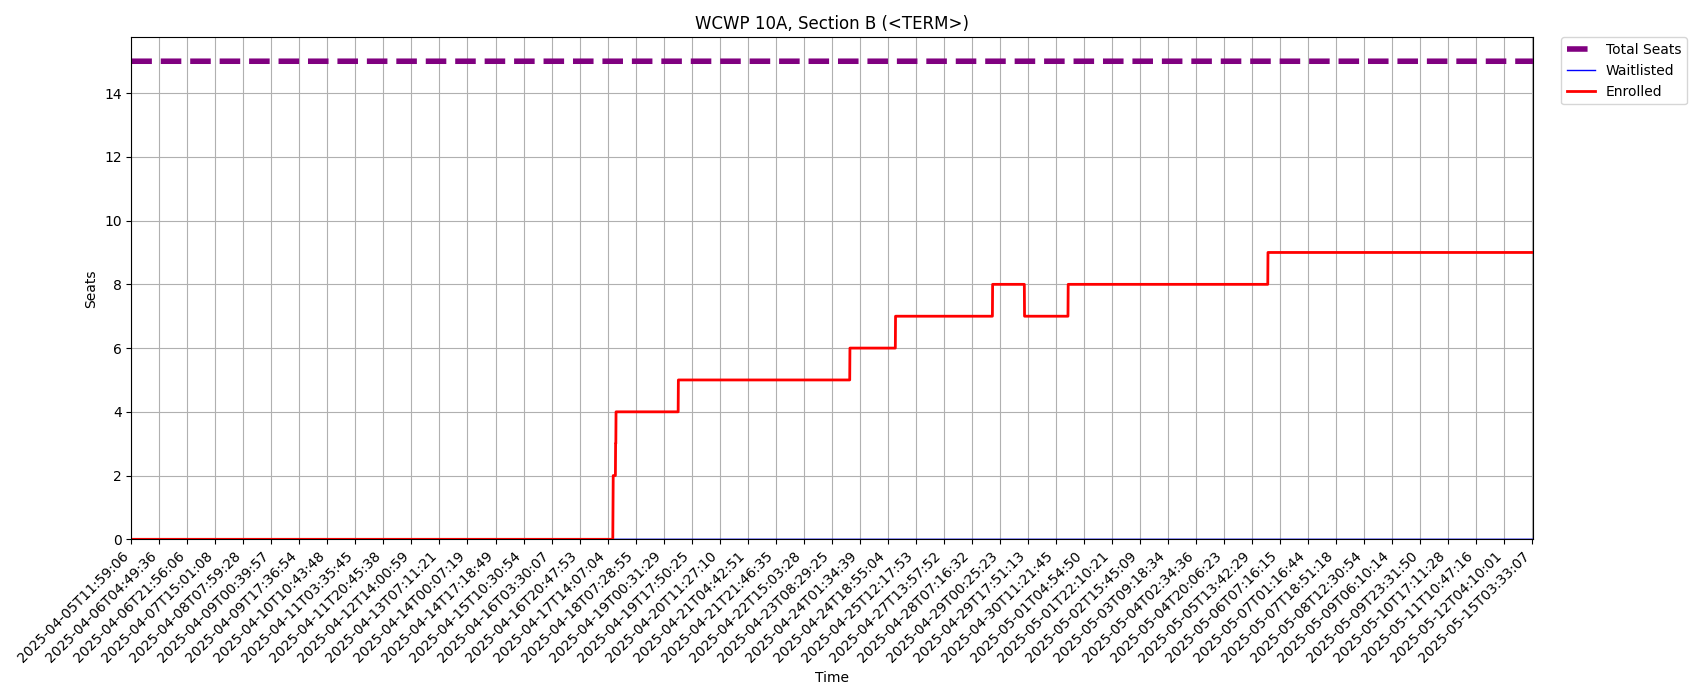 WCWP 10A, Section B (<TERM>)
Total Seats
Waitlisted
Enrolled
Seats
14
12
10
8
6
4
2
0
2025-04-05T11:59:06
2025-04-06T04:49:36
2025-04-06T21:56:06
2025-04-07T15:01:08
2025-04-08T07:59:28
2025-04-09T00:39:57
2025-04-09T17:36:54
2025-04-10T10:43:48
2025-04-11T03:35:45
2025-04-11T20:45:38
2025-04-12T14:00:59
2025-04-13T07:11:21
2025-04-14T00:07:19
2025-04-14T17:18:49
2025-04-15T10:30:54
2025-04-16T03:30:07
2025-04-16T20:47:53
2025-04-17T14:07:04
2025-04-18T07:28:55
2025-04-19T00:31:29
2025-04-19T17:50:25
2025-04-20T11:27:10
2025-04-21T04:42:51
2025-04-21T21:46:35
2025-04-22T15:03:28
2025-04-23T08:29:25
2025-04-24T01:34:39
2025-04-24T18:55:04
2025-04-25T12:17:53
2025-04-27T13:57:52
2025-04-28T07:16:32
2025-04-29T00:25:23
2025-04-29T17:51:13
2025-04-30T11:21:45
2025-05-01T04:54:50
2025-05-01T22:10:21
2025-05-02T15:45:09
2025-05-03T09:18:34
2025-05-04T02:34:36
2025-05-04T20:06:23
2025-05-05T13:42:29
2025-05-06T07:16:15
2025-05-07T01:16:44
2025-05-07T18:51:18
2025-05-08T12:30:54
2025-05-09T06:10:14
2025-05-09T23:31:50
2025-05-10T17:11:28
2025-05-11T10:47:16
2025-05-12T04:10:01
2025-05-15T03:33:07
Time